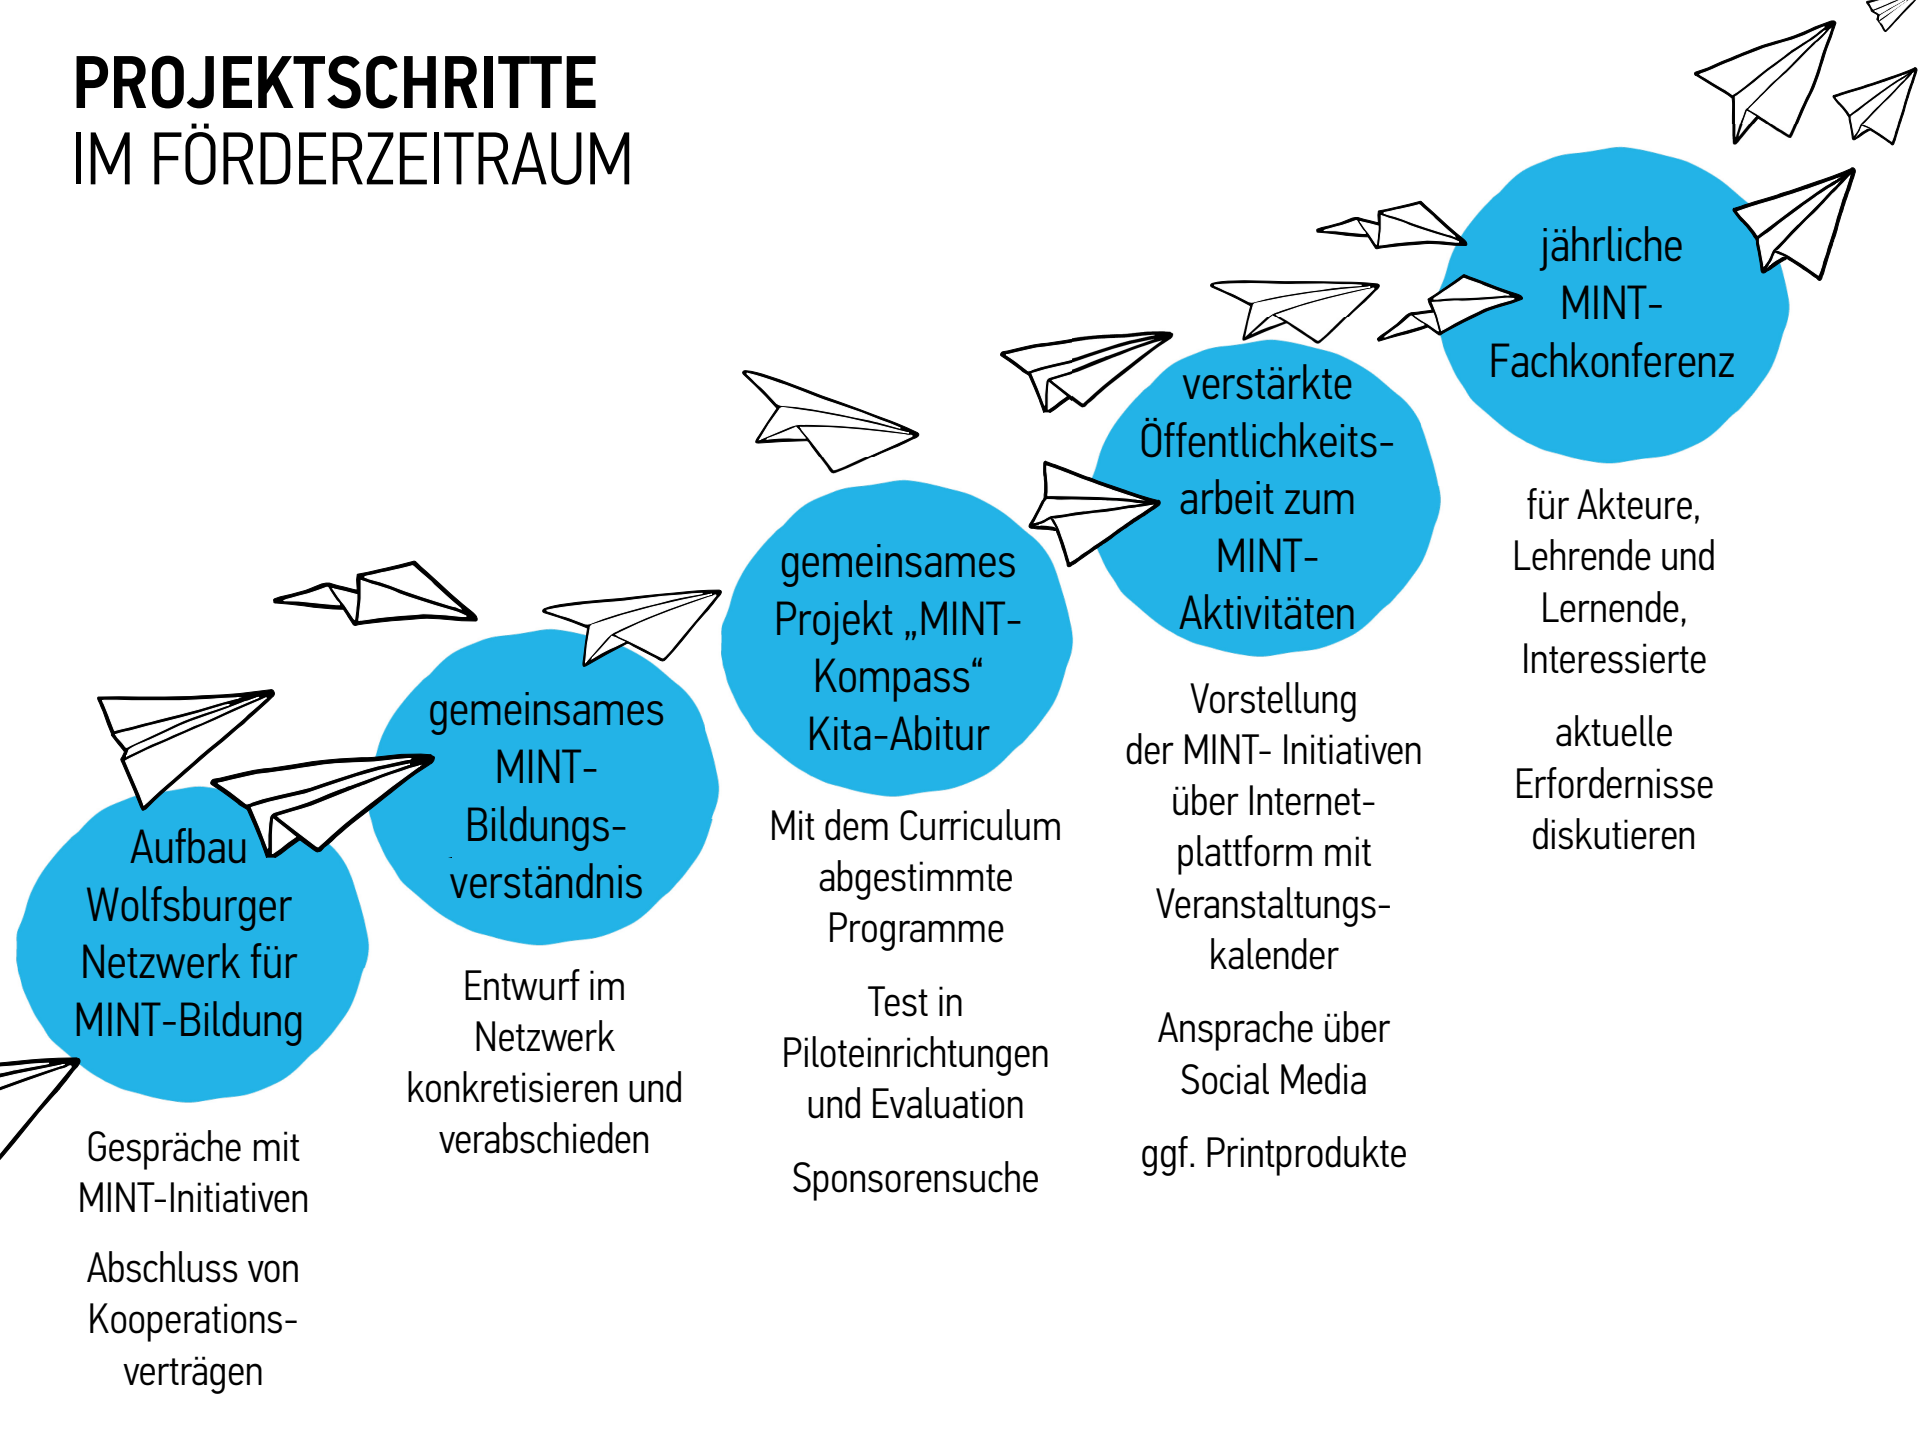 PROJEKTSCHRITTE
IM FÖRDERZEITRAUM
Aufbau
Wolfsburger
Netzwerk für
MINT-Bildung
Gespräche mit
MINT-Initiativen
Abschluss von
Kooperations-
verträgen
gemeinsames
MINT-
Bildungs-
verständnis
Entwurf im
Netzwerk
konkretisieren und
verabschieden
gemeinsames
Projekt „MINT-
Kompass“
Kita-Abitur
Mit dem Curriculum
abgestimmte
Programme
Test in
Piloteinrichtungen
und Evaluation
Sponsorensuche
verstärkte
Öffentlichkeits-
arbeit zum
MINT-
Aktivitäten
Vorstellung
der MINT- Initiativen
über Internet-
plattform mit
Veranstaltungs-
kalender
Ansprache über
Social Media
ggf. Printprodukte
jährliche
MINT-
Fachkonferenz
für Akteure,
Lehrende und
Lernende,
Interessierte
aktuelle
Erfordernisse
diskutieren